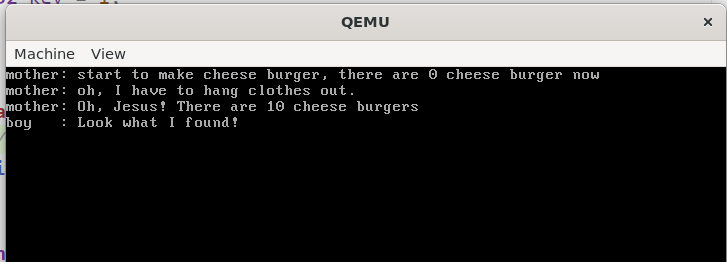 QEMU
×
Machine View
mother: start to make cheese burger, there are 0 cheese burger now
mother: oh, I have to hang clothes out.
mother: Oh, Jesus! There are 10 cheese burgers
boy   : Look what I found!